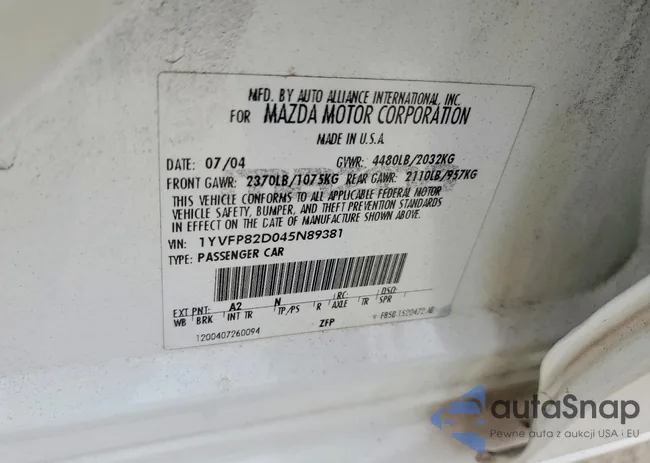 MFD. BY AUTO ALLIANCE INTERNATIONAL, INC.
FOR MAZDA MOTOR CORPORATION
MADE IN U.S.A
DATE: 07/04 GVWR: 4480LB/2032KG
FRONT GAWR: 2370LB/1075KG REAR GAWR: 2110LB/957KG
THIS VEHICLE CONFORMS TO ALL APPLICABLE FEDERAL MOTOR
VEHICLE SAFETY, BUMPER, AND THEFT PREVENTION STANDARDS
IN EFFECT ON THE DATE OF MANUFACTURE SHOWN ABOVE.
VIN: 1YVFP82D045N89381
TYPE: PASSENGER CAR
EXT PNT: A2 N RC: DSO:
WB BRK INT TR TP/PS R AXLE TR SPR
1200407260094 ZFP
autaSnap
Pewne auta z aukcji USA i EU